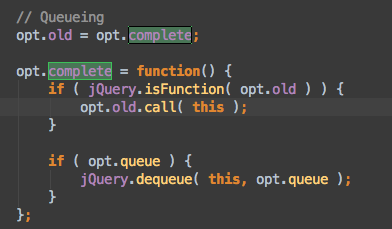 // Queueing
opt.old = opt.complete;
opt.complete = function() {
if ( jQuery.isFunction( opt.old ) ) {
opt.old.call( this );
}
if ( opt.queue ) {
jQuery.dequeue( this, opt.queue );
}
};